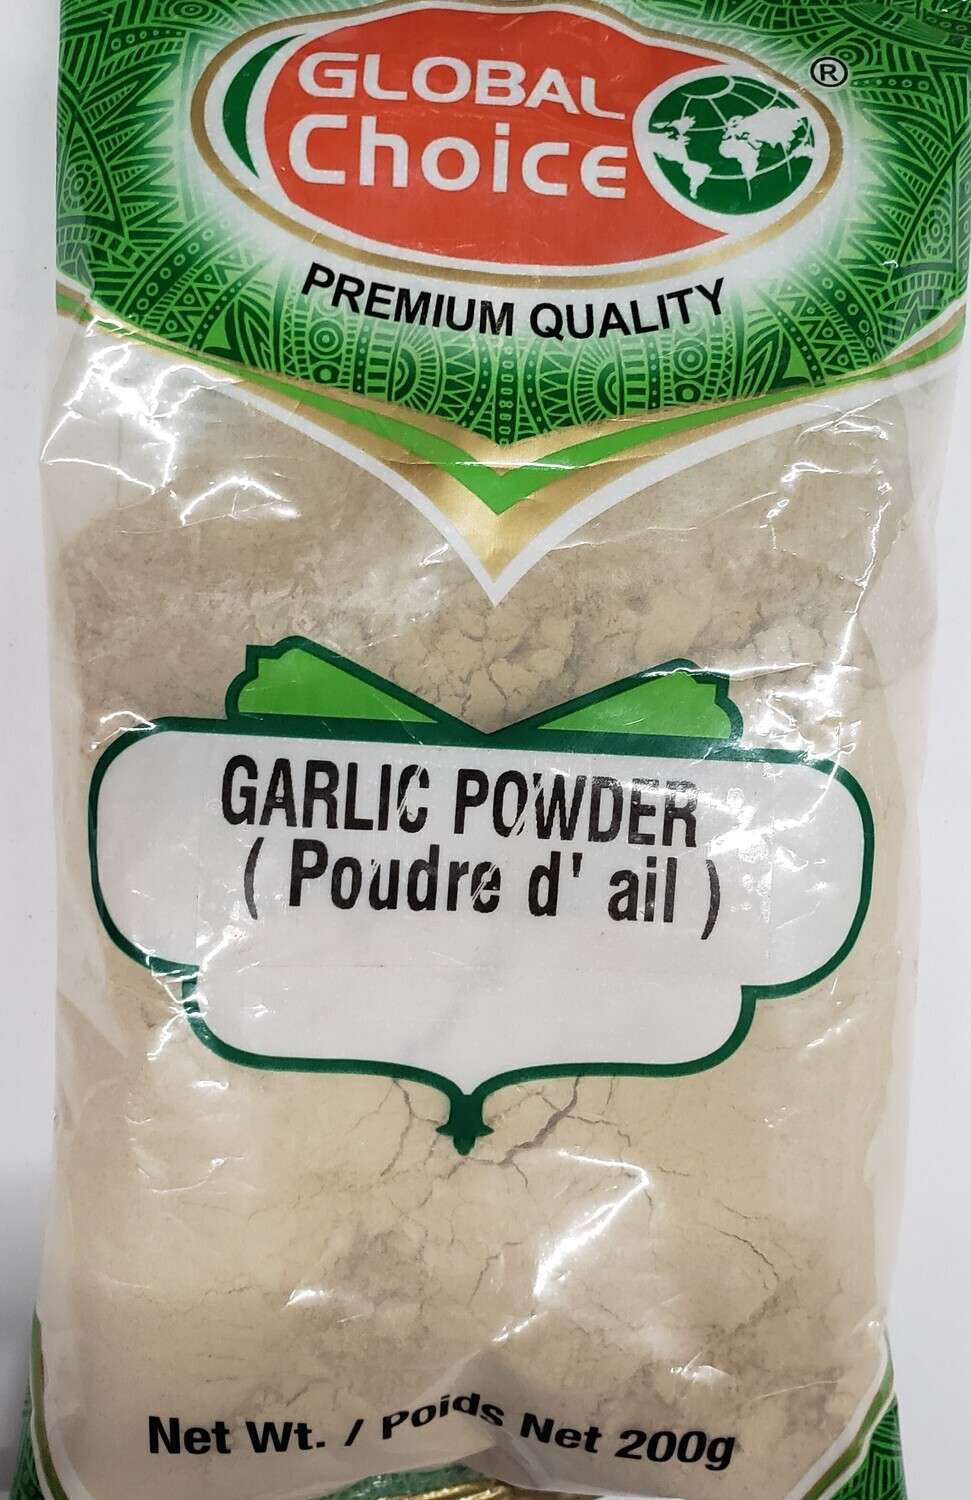 GLOBAL
Choice
®
PREMIUM QUALITY
GARLIC POWDER
( Poudre d' ail )
Net Wt. / Poids Net 200g